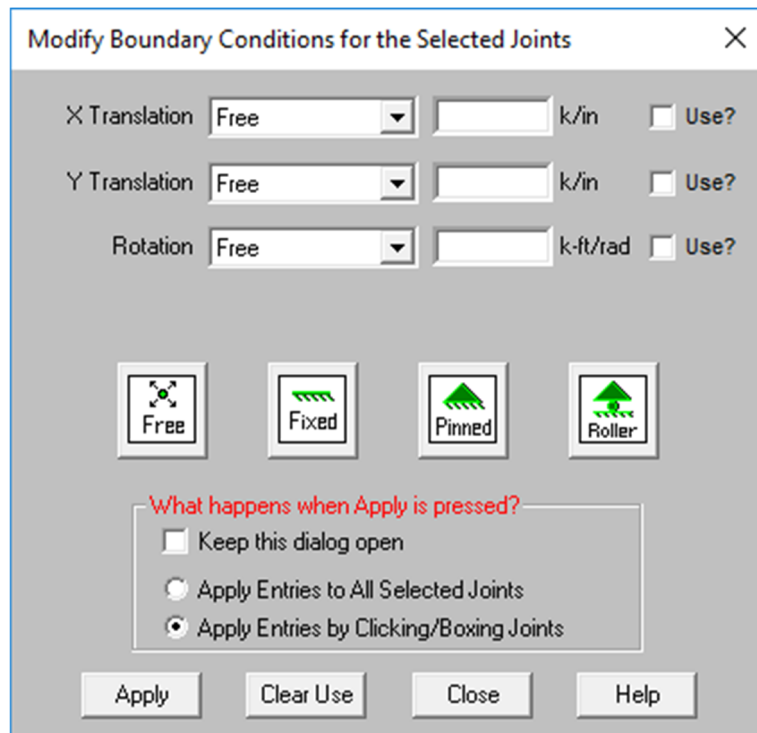 Modify Boundary Conditions for the Selected Joints
X Translation Free k/in Use?
Y Translation Free k/in Use?
Rotation Free k-ft/rad Use?
Free Fixed Pinned Roller
What happens when Apply is pressed?
Keep this dialog open
Apply Entries to All Selected Joints
Apply Entries by Clicking/Boxing Joints
Apply Clear Use Close Help